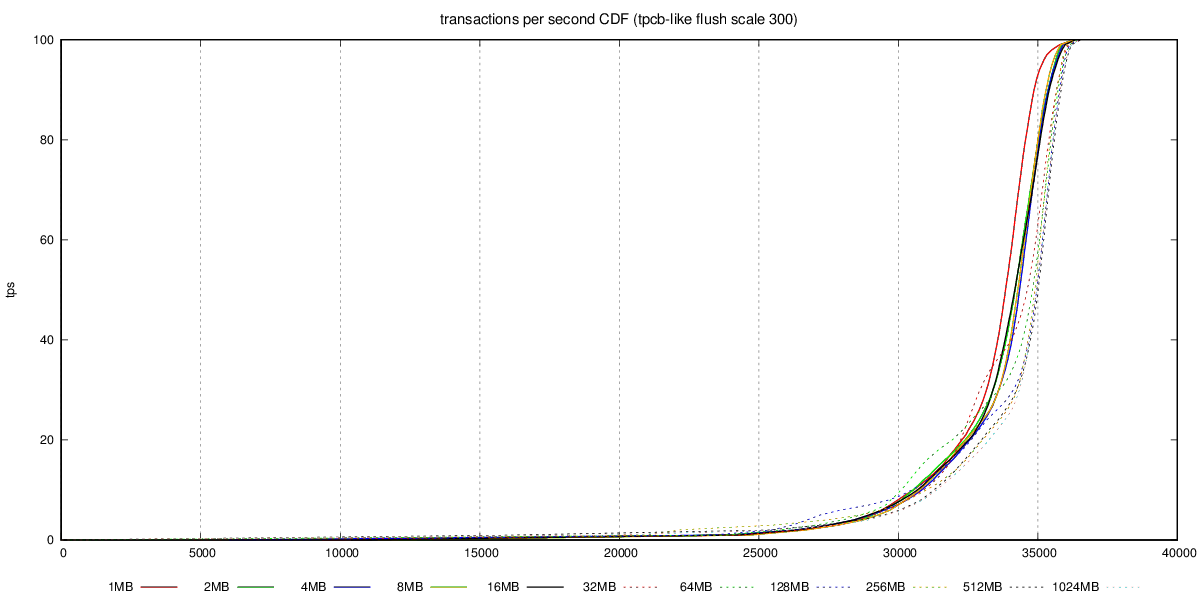 transactions per second CDF (tpcb-like flush scale 300)
100
80
60
40
20
0
tps
0 5000 10000 15000 20000 25000 30000 35000 40000
1MB 2MB 4MB 8MB 16MB 32MB 64MB 128MB 256MB 512MB 1024MB